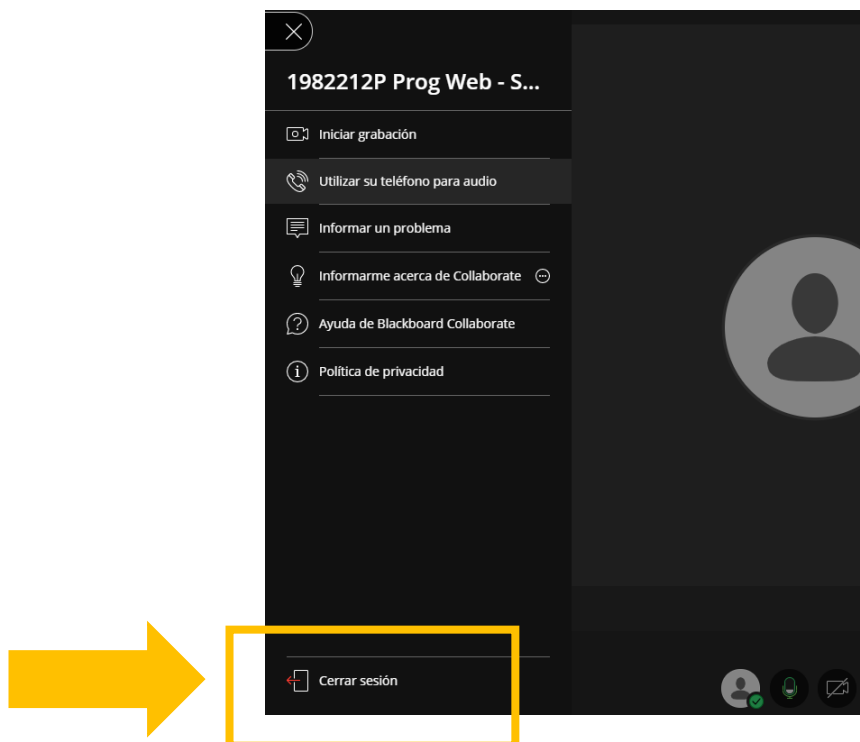 1982212P Prog Web - S...
Iniciar grabación
Utilizar su teléfono para audio
Informar un problema
Informarme acerca de Collaborate
Ayuda de Blackboard Collaborate
Política de privacidad
Cerrar sesión